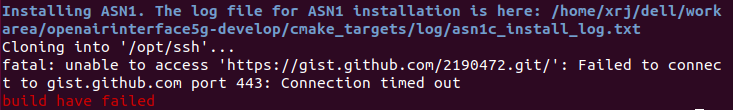 Installing ASN1. The log file for ASN1 installation is here: /home/xrj/dell/work
area/openairinterface5g-develop/cmake_targets/log/asn1c_install_log.txt
Cloning into '/opt/ssh'...
fatal: unable to access 'https://gist.github.com/2190472.git/': Failed to connec
t to gist.github.com port 443: Connection timed out
build have failed